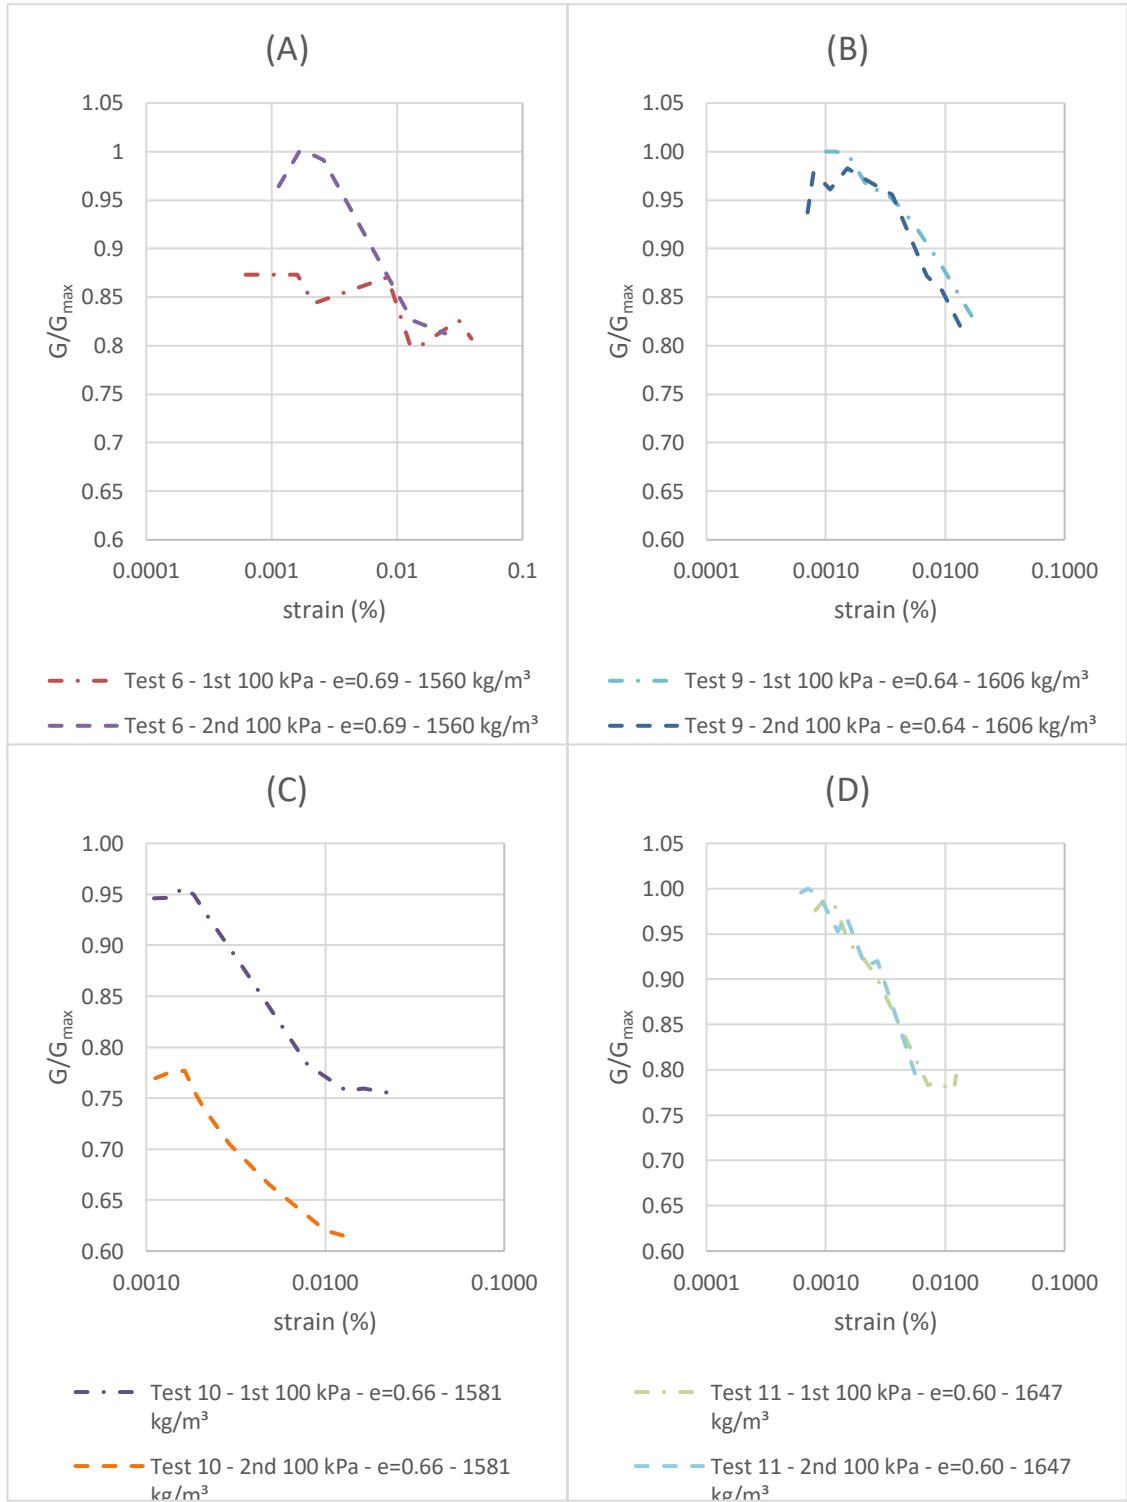 (A)
1.05
1
0.95
0.9
0.85
0.8
0.75
0.7
0.65
0.6
G/Gmax
0.0001 0.001 0.01 0.1
strain (%)
Test 6 - 1st 100 kPa - e=0.69 - 1560 kg/m³
Test 6 - 2nd 100 kPa - e=0.69 - 1560 kg/m³
(B)
1.05
1.00
0.95
0.90
0.85
0.80
0.75
0.70
0.65
0.60
G/Gmax
0.0001 0.0010 0.0100 0.1000
strain (%)
Test 9 - 1st 100 kPa - e=0.64 - 1606 kg/m³
Test 9 - 2nd 100 kPa - e=0.64 - 1606 kg/m³
(C)
1.00
0.95
0.90
0.85
0.80
0.75
0.70
0.65
0.60
G/Gmax
0.0010 0.0100 0.1000
strain (%)
Test 10 - 1st 100 kPa - e=0.66 - 1581
kg/m³
Test 10 - 2nd 100 kPa - e=0.66 - 1581
kg/m³
(D)
1.05
1.00
0.95
0.90
0.85
0.80
0.75
0.70
0.65
0.60
G/Gmax
0.0001 0.0010 0.0100 0.1000
strain (%)
Test 11 - 1st 100 kPa - e=0.60 - 1647
kg/m³
Test 11 - 2nd 100 kPa - e=0.60 - 1647
kg/m³